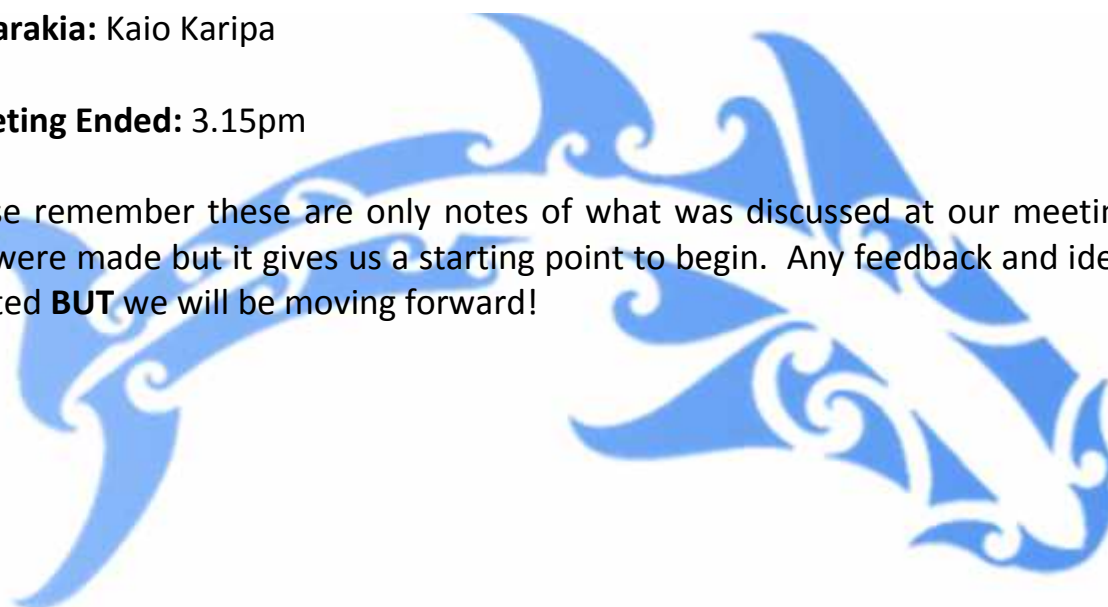 arakia: Kaio Karipa
eting Ended: 3.15pm
se remember these are only notes of what was discussed at our meetin
were made but it gives us a starting point to begin. Any feedback and ide
ted BUT we will be moving forward!